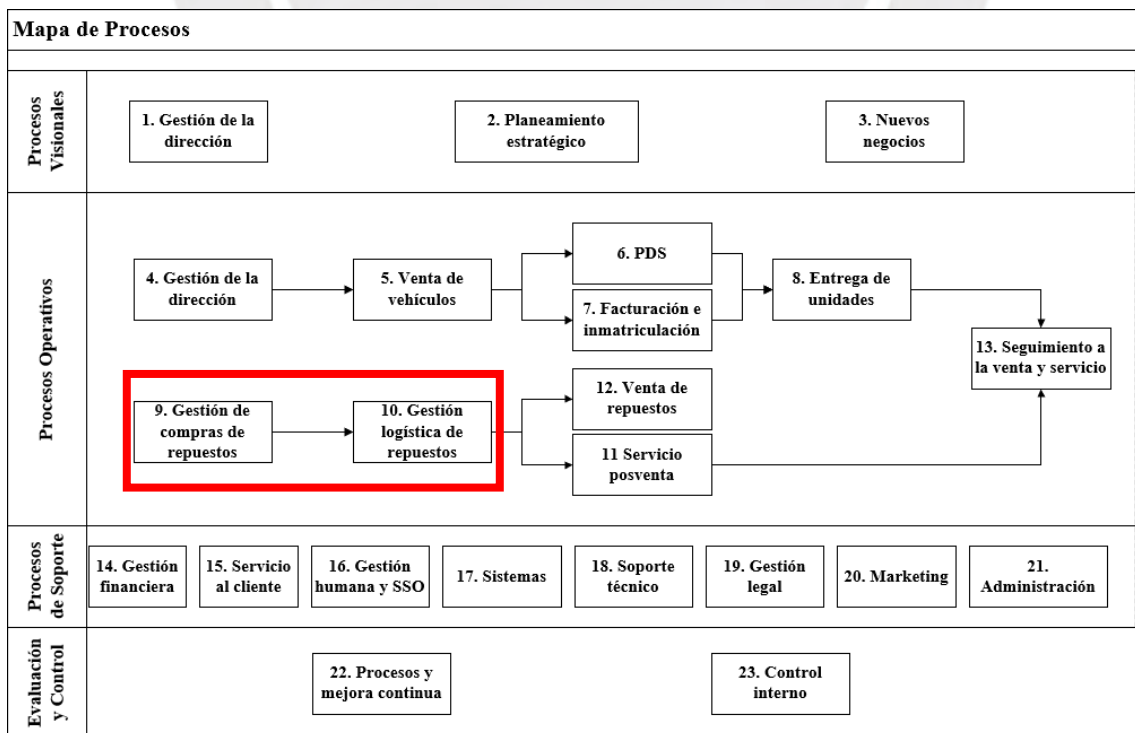 Mapa de Procesos
Procesos
Visionales
1. Gestión de la
dirección
2. Planeamiento
estratégico
3. Nuevos
negocios
Procesos Operativos
4. Gestión de la
dirección
5. Venta de
vehículos
6. PDS
7. Facturación e
inmatriculación
8. Entrega de
unidades
13. Seguimiento a
la venta y servicio
9. Gestión de
compras de
repuestos
10. Gestión
logística de
repuestos
12. Venta de
repuestos
11 Servicio
posventa
Procesos
de Soporte
14. Gestión
financiera
15. Servicio
al cliente
16. Gestión
humana y SSO
17. Sistemas
18. Soporte
técnico
19. Gestión
legal
20. Marketing
21.
Administración
Evaluación
y Control
22. Procesos y
mejora continua
23. Control
interno